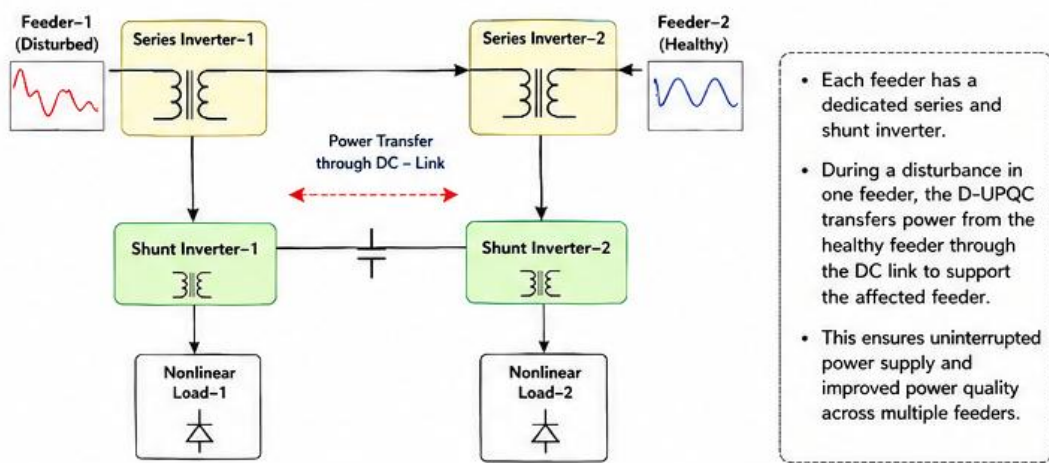 Feeder–1
(Disturbed)
Series Inverter–1
Series Inverter–2
Feeder–2
(Healthy)
Power Transfer
through DC – Link
Shunt Inverter–1
Shunt Inverter–2
Nonlinear
Load–1
Nonlinear
Load–2
• Each feeder has a
dedicated series and
shunt inverter.
• During a disturbance in
one feeder, the D-UPQC
transfers power from the
healthy feeder through
the DC link to support
the affected feeder.
• This ensures uninterrupted
power supply and
improved power quality
across multiple feeders.